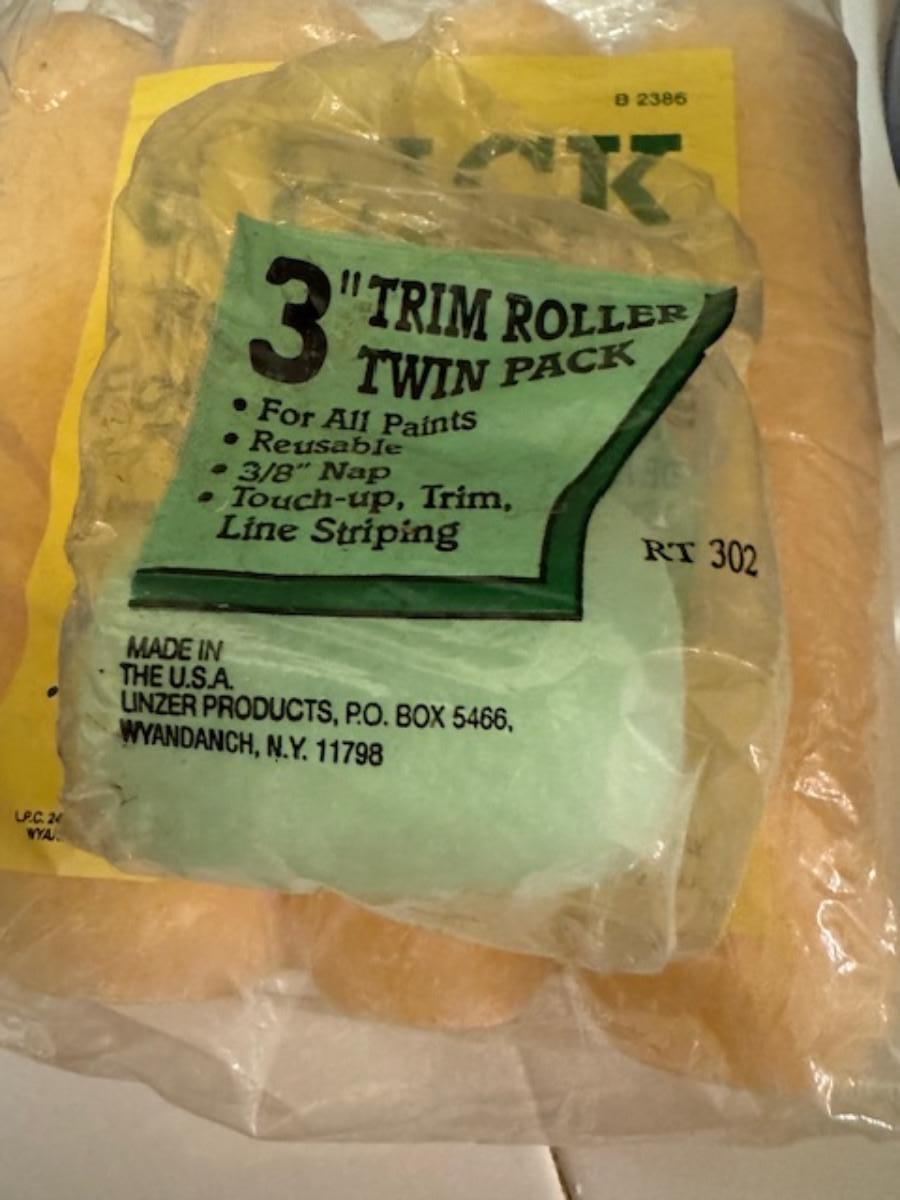 B 2386
3" TRIM ROLLER
TWIN PACK
• For All Paints
• Reusable
• 3/8" Nap
• Touch-up, Trim,
Line Striping
RT 302
MADE IN
THE U.S.A.
LINZER PRODUCTS, P.O. BOX 5466,
WYANDANCH, N.Y. 11798